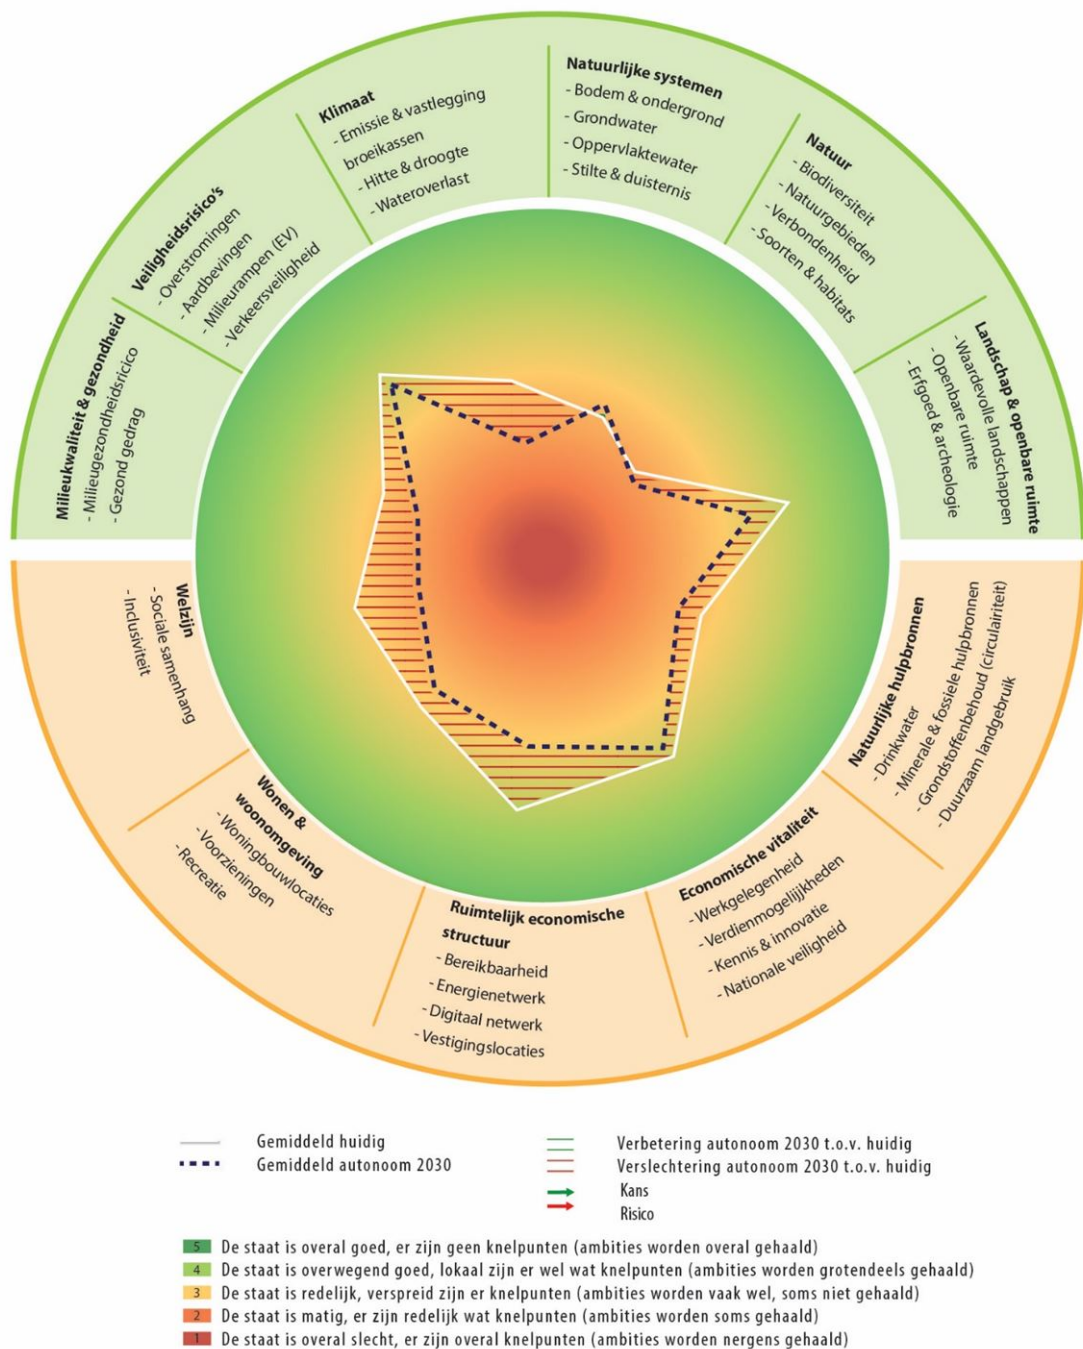 Natuurlijke systemen
- Bodem & ondergrond
- Grondwater
- Oppervlaktewater
- Stilte & duisternis
Natuur
- Biodiversiteit
- Natuurgebieden
- Verbondenheid
- Soorten & habitats
Landschap & openbare ruimte
- Waardevolle landschappen
- Openbare ruimte
- Erfgoed & archeologie
Natuurlijke hulpbronnen
- Drinkwater
- Minerale & fossiele hulpbronnen
- Grondstoffenbehoud (circulairiteit)
- Duurzaam landgebruik
Economische vitaliteit
- Werkgelegenheid
- Verdienmogelijkheden
- Kennis & innovatie
- Nationale veiligheid
Ruimtelijk economische
structuur
- Bereikbaarheid
- Energienetwerk
- Digitaal netwerk
- Vestigingslocaties
Wonen &
woonomgeving
- Woningbouwlocaties
- Voorzieningen
- Recreatie
Welzijn
- Sociale samenhang
- Inclusiviteit
Milieukwaliteit & gezondheid
- Milieugezondheidsricico
- Gezond gedrag
Veiligheidsrisico's
- Overstromingen
- Aardbevingen
- Milieurampen (EV)
- Verkeersveiligheid
Klimaat
- Emissie & vastlegging
broeikassen
- Hitte & droogte
- Wateroverlast
Gemiddeld huidig
Gemiddeld autonoom 2030
Verbetering autonoom 2030 t.o.v. huidig
Verslechtering autonoom 2030 t.o.v. huidig
Kans
Risico
5 De staat is overal goed, er zijn geen knelpunten (ambities worden overal gehaald)
4 De staat is overwegend goed, lokaal zijn er wel wat knelpunten (ambities worden grotendeels gehaald)
3 De staat is redelijk, verspreid zijn er knelpunten (ambities worden vaak wel, soms niet gehaald)
2 De staat is matig, er zijn redelijk wat knelpunten (ambities worden soms gehaald)
1 De staat is overal slecht, er zijn overal knelpunten (ambities worden nergens gehaald)